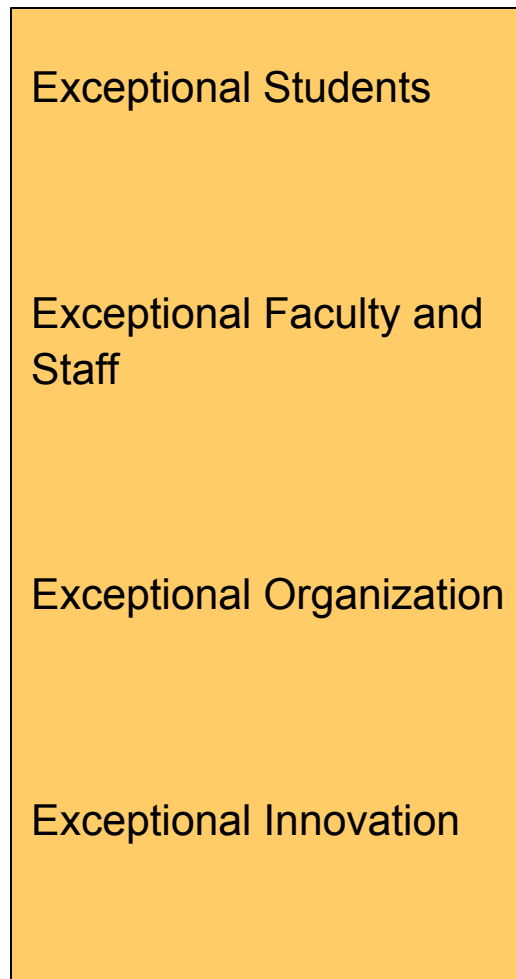 Exceptional Students
Exceptional Faculty and
Staff
Exceptional Organization
Exceptional Innovation